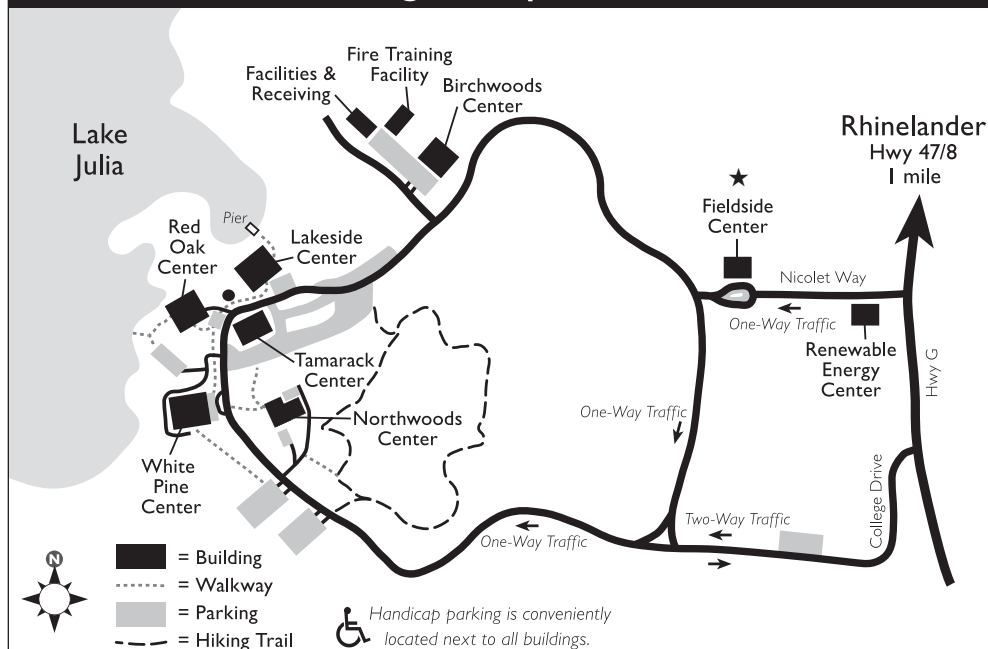 Fire Training
Facility
Facilities &
Receiving
Birchwoods
Center
Lake
Julia
Rhinelander
Hwy 47/8
1 mile
Pier
Red
Oak
Center
Lakeside
Center
Fieldside
Center
Nicolet Way
One-Way Traffic
Renewable
Energy
Center
Hwy G
Tamarack
Center
Northwoods
Center
One-Way Traffic
White
Pine
Center
College Drive
Two-Way Traffic
One-Way Traffic
N
= Building
= Walkway
= Parking
= Hiking Trail
Handicap parking is conveniently
located next to all buildings.